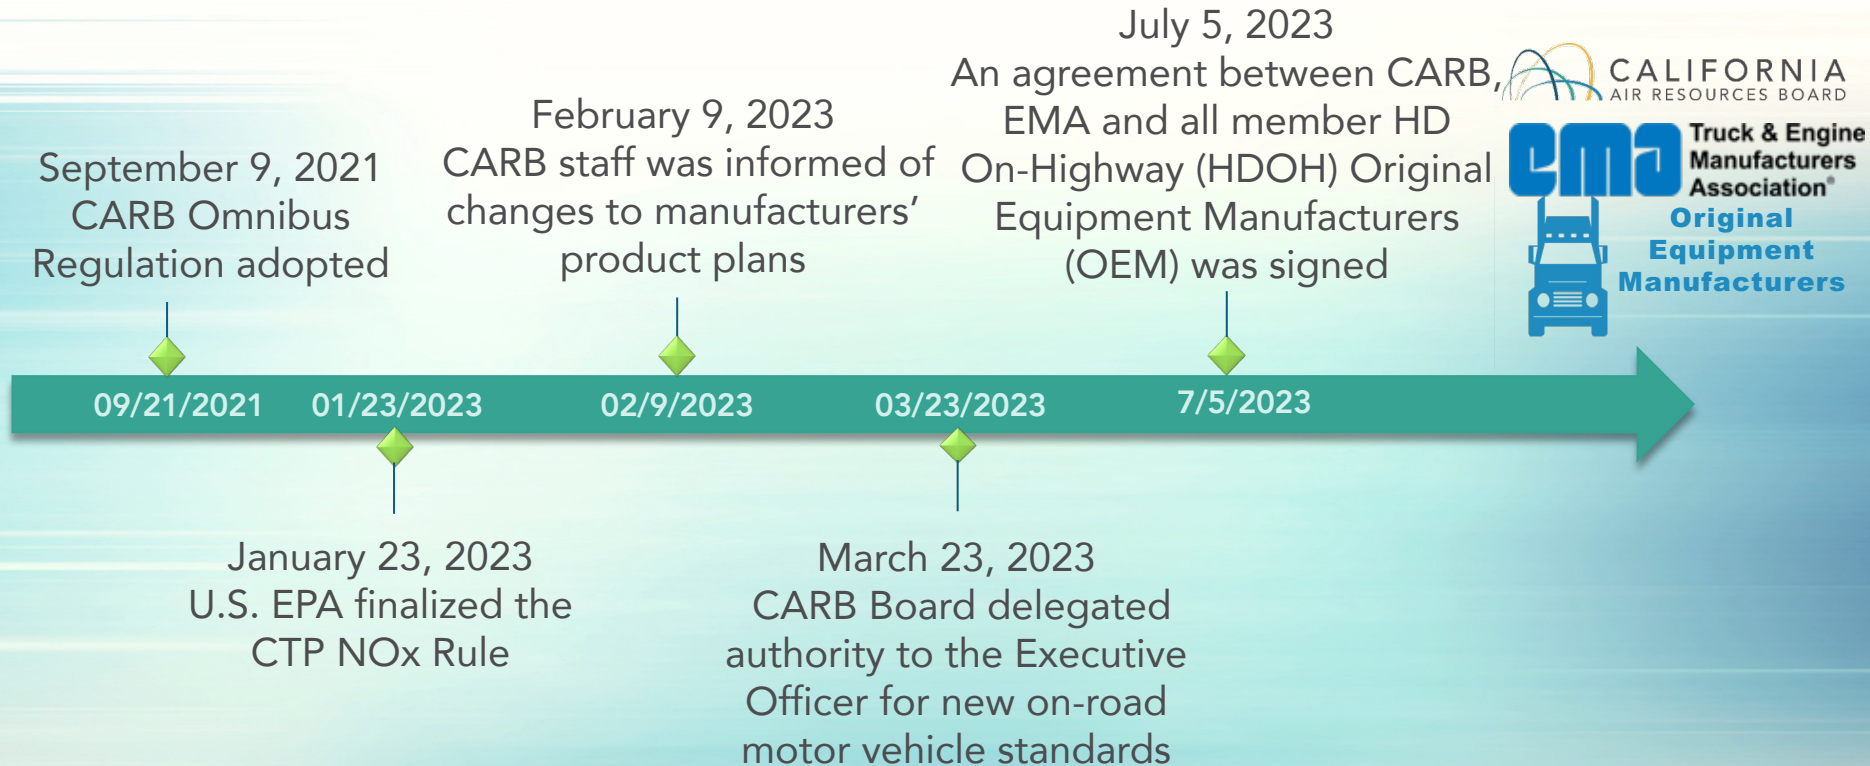 September 9, 2021
CARB Omnibus
Regulation adopted
February 9, 2023
CARB staff was informed of
changes to manufacturers’
product plans
July 5, 2023
An agreement between CARB,
EMA and all member HD
On-Highway (HDOH) Original
Equipment Manufacturers
(OEM) was signed
CALIFORNIA
AIR RESOURCES BOARD
ema
Truck & Engine
Manufacturers
Association®
Original
Equipment
Manufacturers
09/21/2021
01/23/2023
02/9/2023
03/23/2023
7/5/2023
January 23, 2023
U.S. EPA finalized the
CTP NOx Rule
March 23, 2023
CARB Board delegated
authority to the Executive
Officer for new on-road
motor vehicle standards